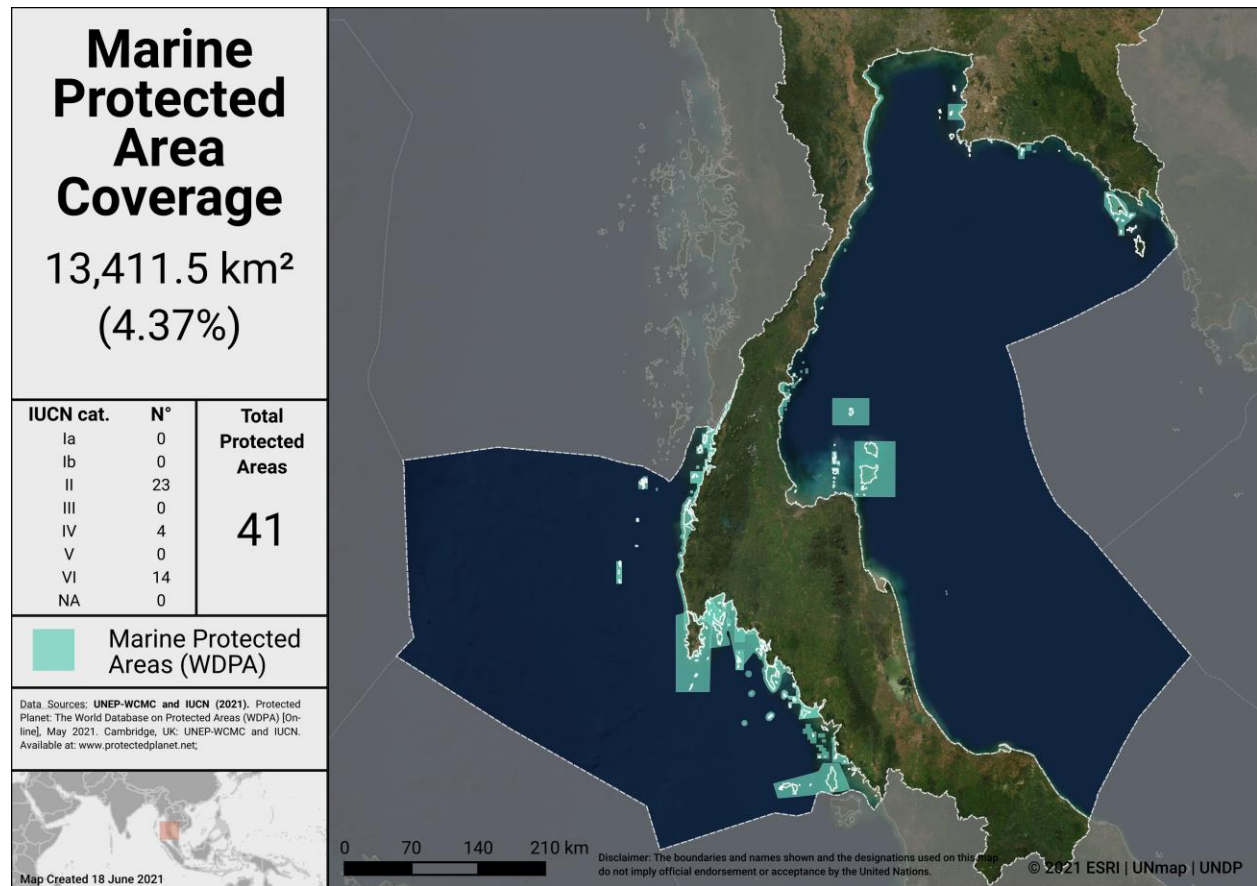 Marine
Protected
Area
Coverage
13,411.5 km²
(4.37%)
IUCN cat. N°
Ia 0
Ib 0
II 23
III 0
IV 4
V 0
VI 14
NA 0
Total
Protected
Areas
41
Marine Protected
Areas (WDPA)
Data Sources: UNEP-WCMC and IUCN (2021). Protected
Planet: The World Database on Protected Areas (WDPA) [On-
line], May 2021. Cambridge, UK: UNEP-WCMC and IUCN.
Available at: www.protectedplanet.net;
Map Created 18 June 2021
0 70 140 210 km
Disclaimer: The boundaries and names shown and the designations used on this map
do not imply official endorsement or acceptance by the United Nations.
© 2021 ESRI | UNmap | UNDP